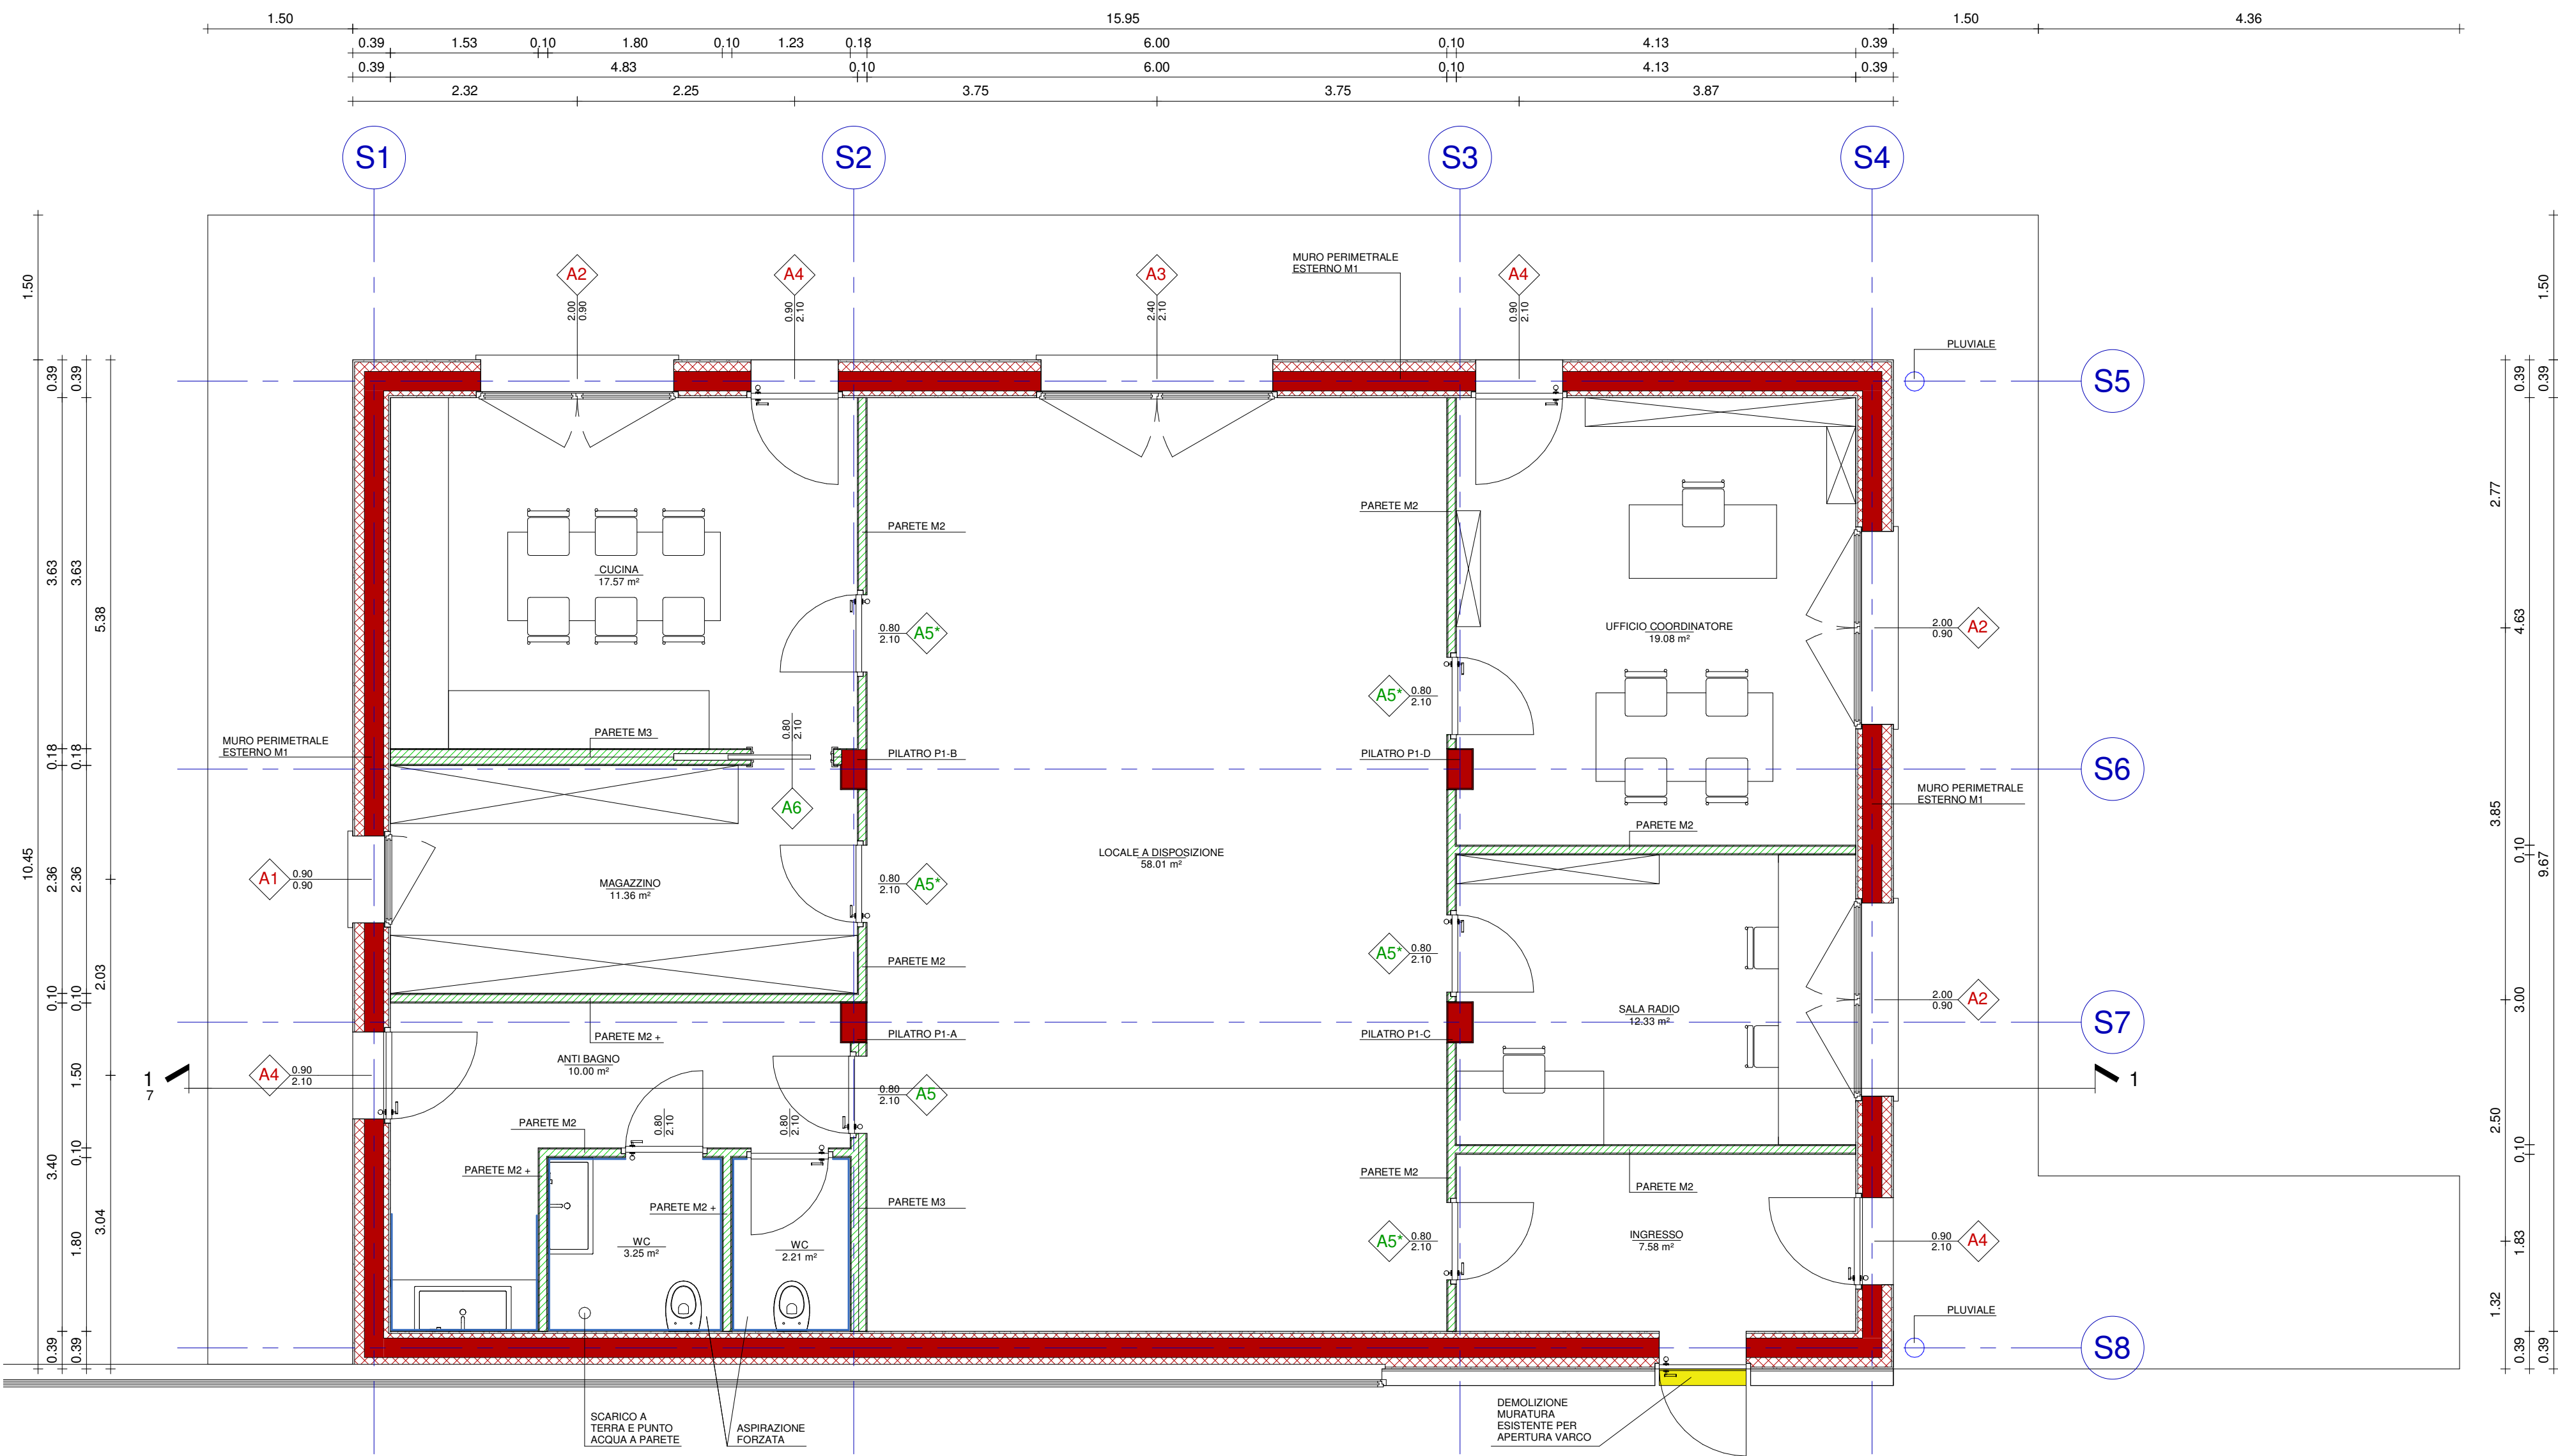 1.50 15.95 1.50 4.36
0.39 1.53 0.10 1.80 0.10 1.23 0.18 6.00 0.10 4.13 0.39
0.39 4.83 0.10 6.00 0.10 4.13 0.39
2.32 2.25 3.75 3.75 3.87
S1 S2 S3 S4
MURO PERIMETRALE
ESTERNO M1
A2 A4 A3 A4
2.00
0.90
0.90
2.10
2.40
2.10
0.90
2.10
1.50
1.50
PLUVIALE
S5
0.39 0.39
0.39 0.39
2.77
PARETE M2
PARETE M2
CUCINA
17.57 m²
3.63 3.63
5.38
0.80
2.10
A5*
UFFICIO COORDINATORE
19.08 m²
2.00
0.90
A2
4.63
A5*
0.80
2.10
0.80
2.10
PARETE M3
MURO PERIMETRALE
ESTERNO M1
0.18 0.18
PILATRO P1-B
PILATRO P1-D
S6
MURO PERIMETRALE
ESTERNO M1
A6
3.85
PARETE M2
LOCALE A DISPOSIZIONE
58.01 m²
0.10
9.67
10.45
2.36 2.36
A1
0.90
0.90
MAGAZZINO
11.36 m²
0.80
2.10
A5*
A5*
0.80
2.10
PARETE M2
2.03
0.10 0.10
2.00
0.90
A2
3.00
SALA RADIO
12.33 m²
S7
PARETE M2 +
PILATRO P1-A
PILATRO P1-C
ANTI BAGNO
10.00 m²
A4
0.90
2.10
1.50
1
7
1
0.80
2.10
A5
0.80
2.10
0.80
2.10
PARETE M2
2.50
0.10
0.10
3.40
PARETE M2 +
PARETE M2
PARETE M2
PARETE M2 +
PARETE M3
3.04
1.80
WC
3.25 m²
WC
2.21 m²
A5*
0.80
2.10
INGRESSO
7.58 m²
0.90
2.10
A4
1.83
PLUVIALE
1.32
0.39 0.39
S8
0.39 0.39
SCARICO A
TERRA E PUNTO
ACQUA A PARETE
ASPIRAZIONE
FORZATA
DEMOLIZIONE
MURATURA
ESISTENTE PER
APERTURA VARCO